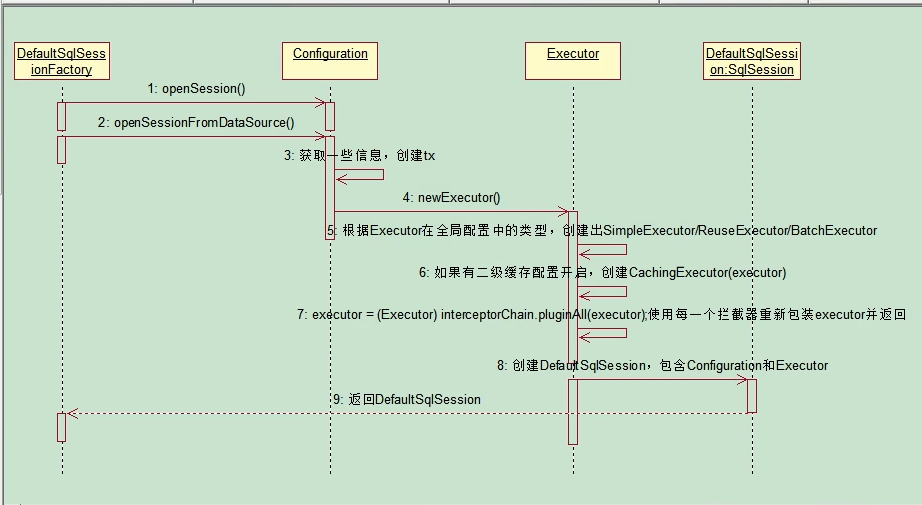 DefaultSqlSess
ionFactory
Configuration
Executor
DefaultSqlSessi
on:SqlSession
1: openSession()
2: openSessionFromDataSource()
3: 获取一些信息，创建tx
4: newExecutor()
5: 根据Executor在全局配置中的类型，创建出SimpleExecutor/ReuseExecutor/BatchExecutor
6: 如果有二级缓存配置开启，创建CachingExecutor(executor)
7: executor = (Executor) interceptorChain.pluginAll(executor);使用每一个拦截器重新包装executor并返回
8: 创建DefaultSqlSession，包含Configuration和Executor
9: 返回DefaultSqlSession